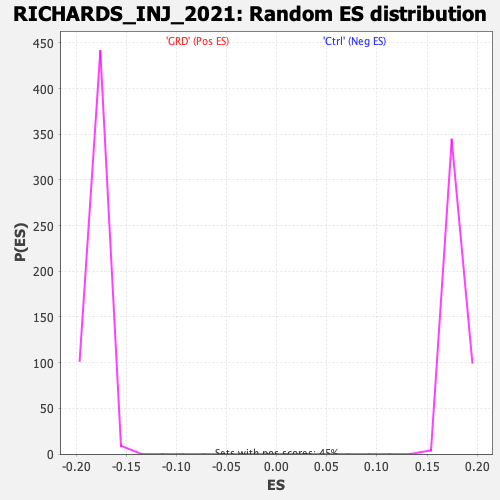 RICHARDS_INJ_2021: Random ES distribution
'GRD' (Pos ES) 'Ctrl' (Neg ES)
450
400
350
300
250
200
150
100
50
0
P(ES)
Sets with pos scores: 45%
-0.20 -0.15 -0.10 -0.05 0.00 0.05 0.10 0.15 0.20
ES